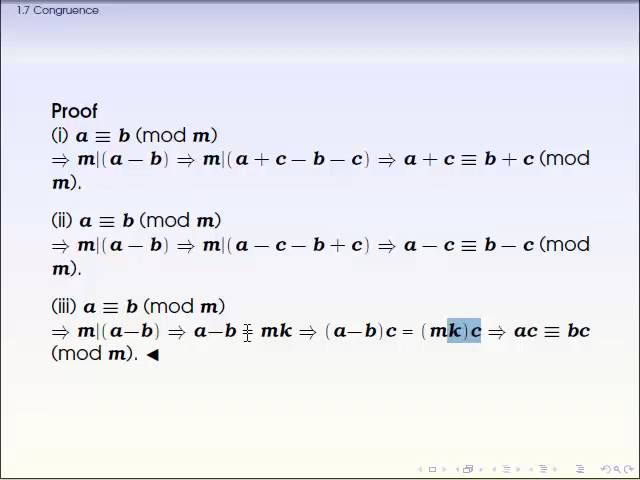 1.7 Congruence
Proof
(i) a ≡ b (mod m)
⇒ m|(a − b) ⇒ m|(a + c − b − c) ⇒ a + c ≡ b + c (mod
m).
(ii) a ≡ b (mod m)
⇒ m|(a − b) ⇒ m|(a − c − b + c) ⇒ a − c ≡ b − c (mod
m).
(iii) a ≡ b (mod m)
⇒ m|(a−b) ⇒ a−b = mk ⇒ (a−b)c = (mk)c ⇒ ac ≡ bc
(mod m). ◀